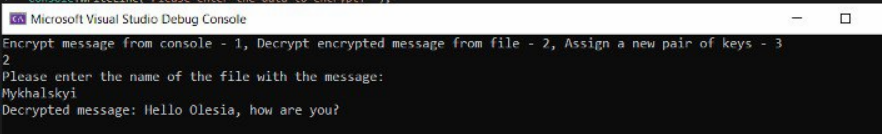 Microsoft Visual Studio Debug Console
Encrypt message from console - 1, Decrypt encrypted message from file - 2, Assign a new pair of keys - 3
2
Please enter the name of the file with the message:
Mykhalskyi
Decrypted message: Hello Olesia, how are you?